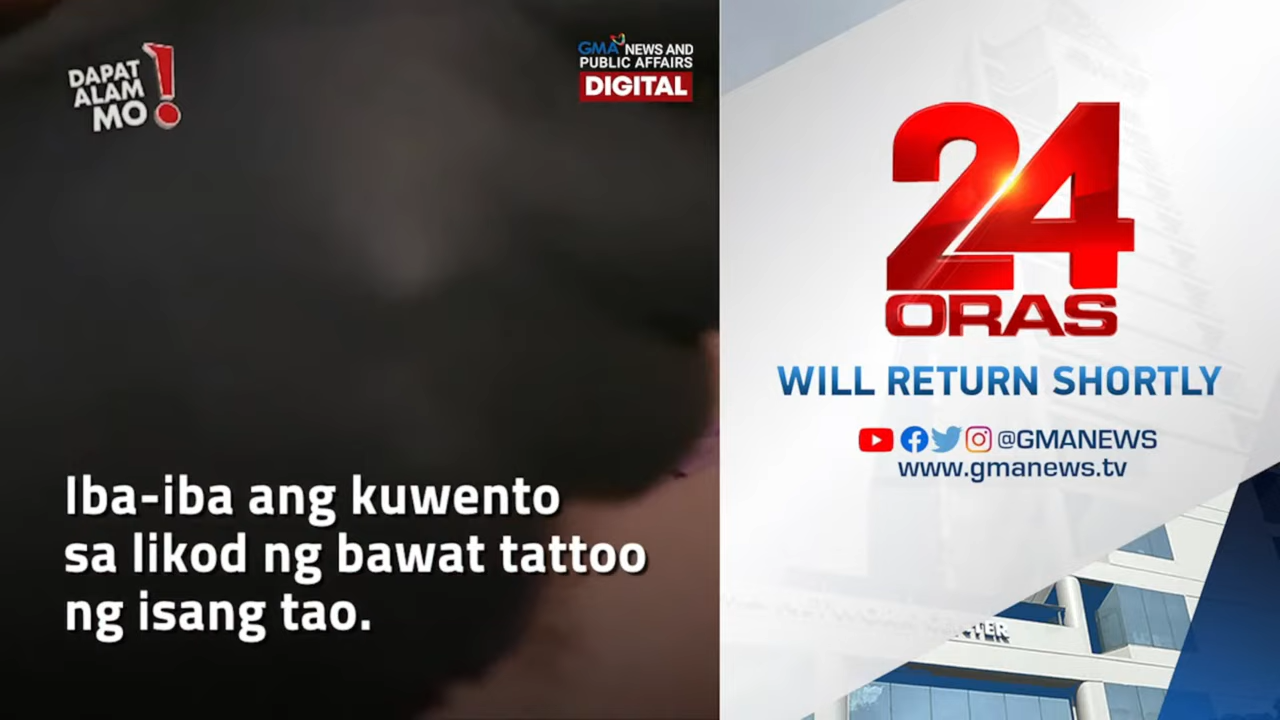 DAPAT
ALAM
MO!
GMA NEWS AND
PUBLIC AFFAIRS
DIGITAL
Iba-iba ang kuwento
sa likod ng bawat tattoo
ng isang tao.
24
ORAS
WILL RETURN SHORTLY
@GMANEWS
www.gmanews.tv